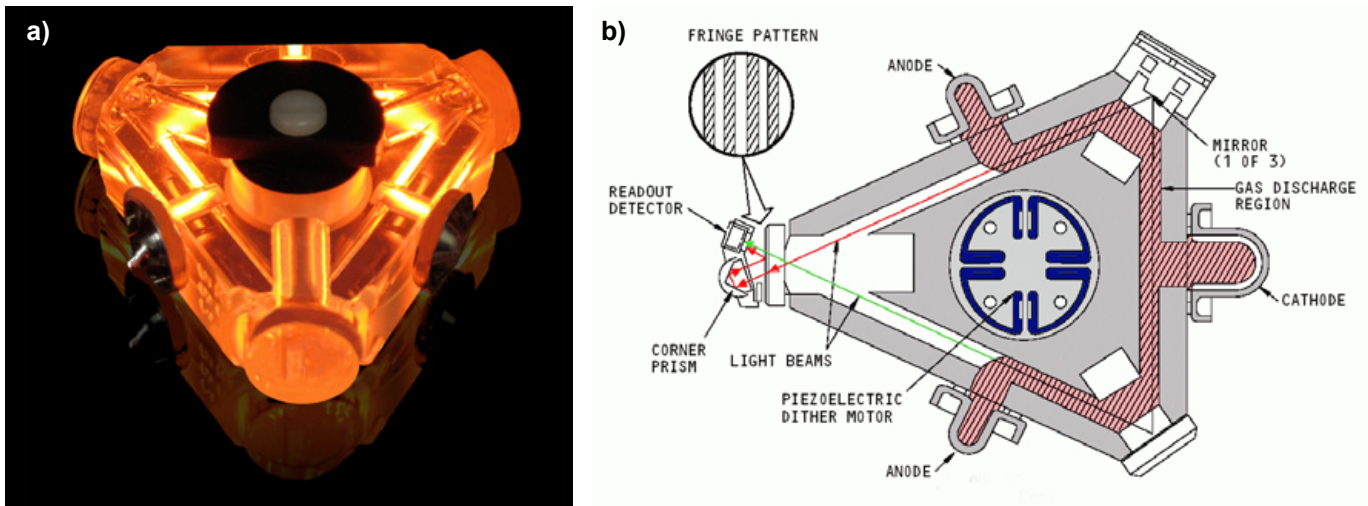 a)
b)
FRINGE PATTERN
ANODE
MIRROR
(1 OF 3)
GAS DISCHARGE
REGION
READOUT
DETECTOR
CATHODE
CORNER
PRISM
LIGHT BEAMS
PIEZOELECTRIC
DITHER MOTOR
ANODE